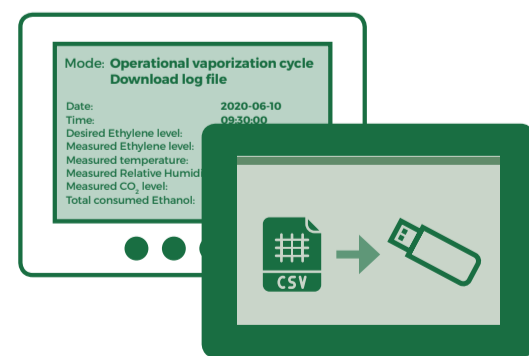 Mode: Operational vaporization cycle
Download log file
Date: 2020-06-10
Time: 09:30:00
Desired Ethylene level:
Measured Ethylene level:
Measured temperature:
Measured Relative Humidi
Measured CO₂ level:
Total consumed Ethanol:
CSV